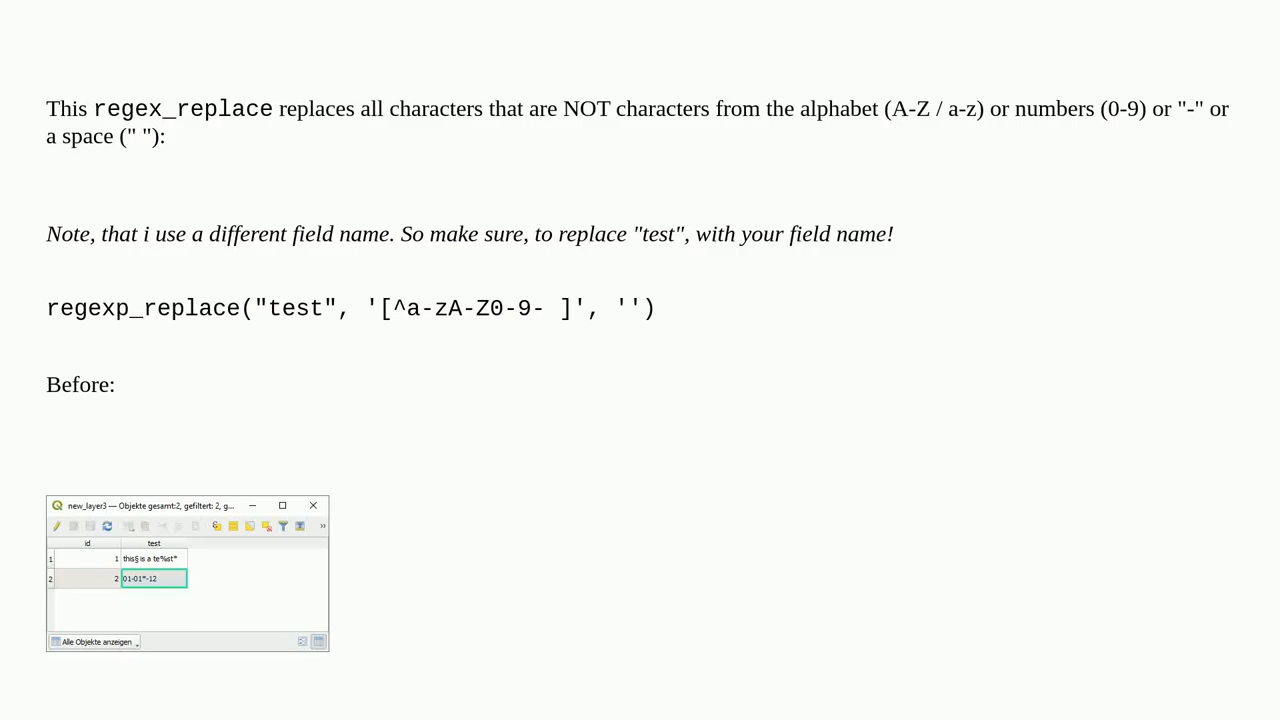 This regex_replace replaces all characters that are NOT characters from the alphabet (A-Z / a-z) or numbers (0-9) or "-" or
a space (" "):
Note, that i use a different field name. So make sure, to replace "test", with your field name!
regexp_replace("test", '[^a-zA-Z0-9- ]', '')
Before:
new_layer3 — Objekte gesamt:2, gefiltert: 2, g...
id test
1 1 this§ is a te%st*
2 2 01-01*-12
Alle Objekte anzeigen